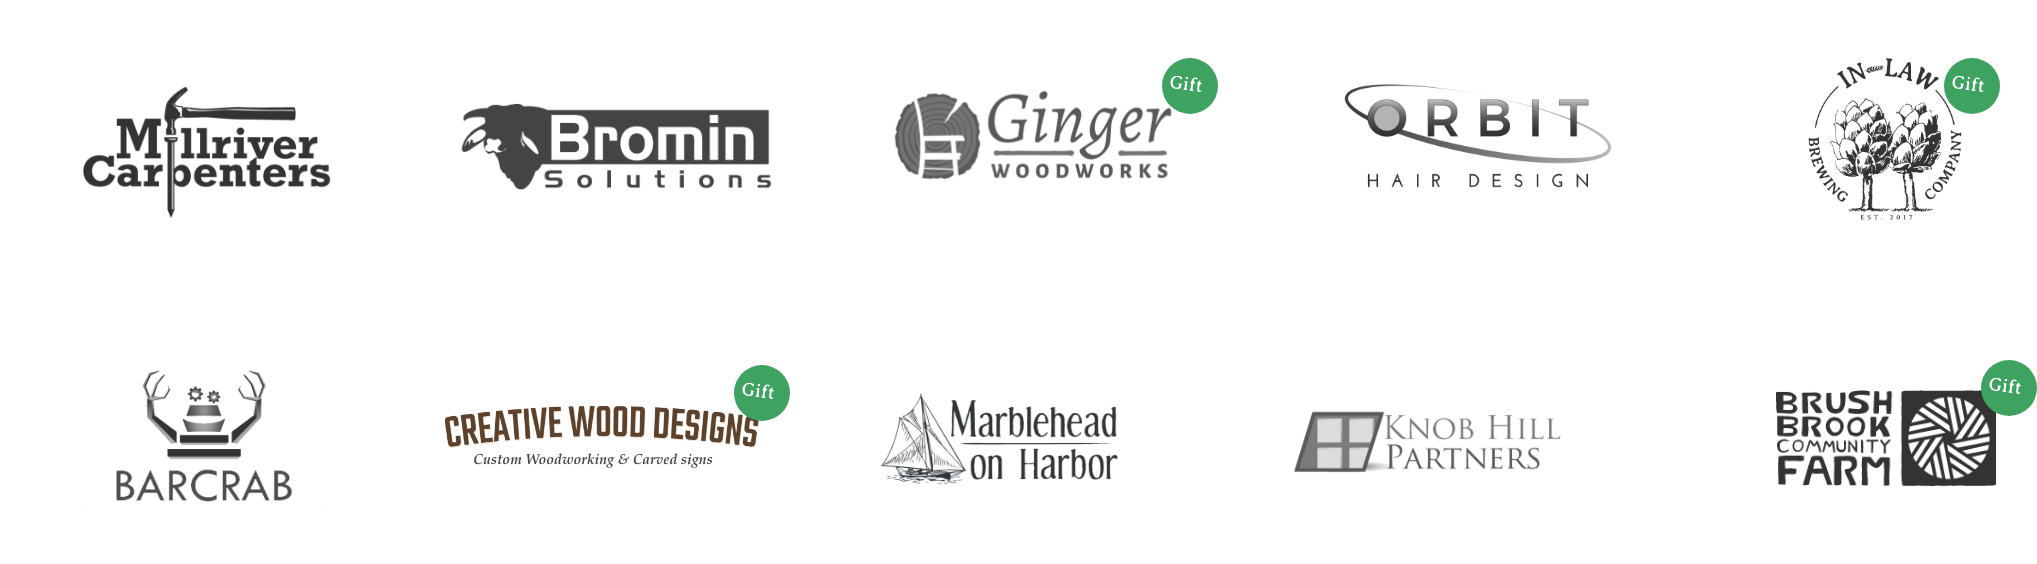 Millriver
Carpenters
Bromin
Solutions
Ginger
WOODWORKS
Gift
ORBIT
HAIR DESIGN
IN-LAW
BREWING
COMPANY
EST. 2017
Gift
BARCRAB
CREATIVE WOOD DESIGNS
Custom Woodworking & Carved signs
Gift
Marblehead
on Harbor
KNOB HILL
PARTNERS
BRUSH
BROOK
COMMUNITY
FARM
Gift